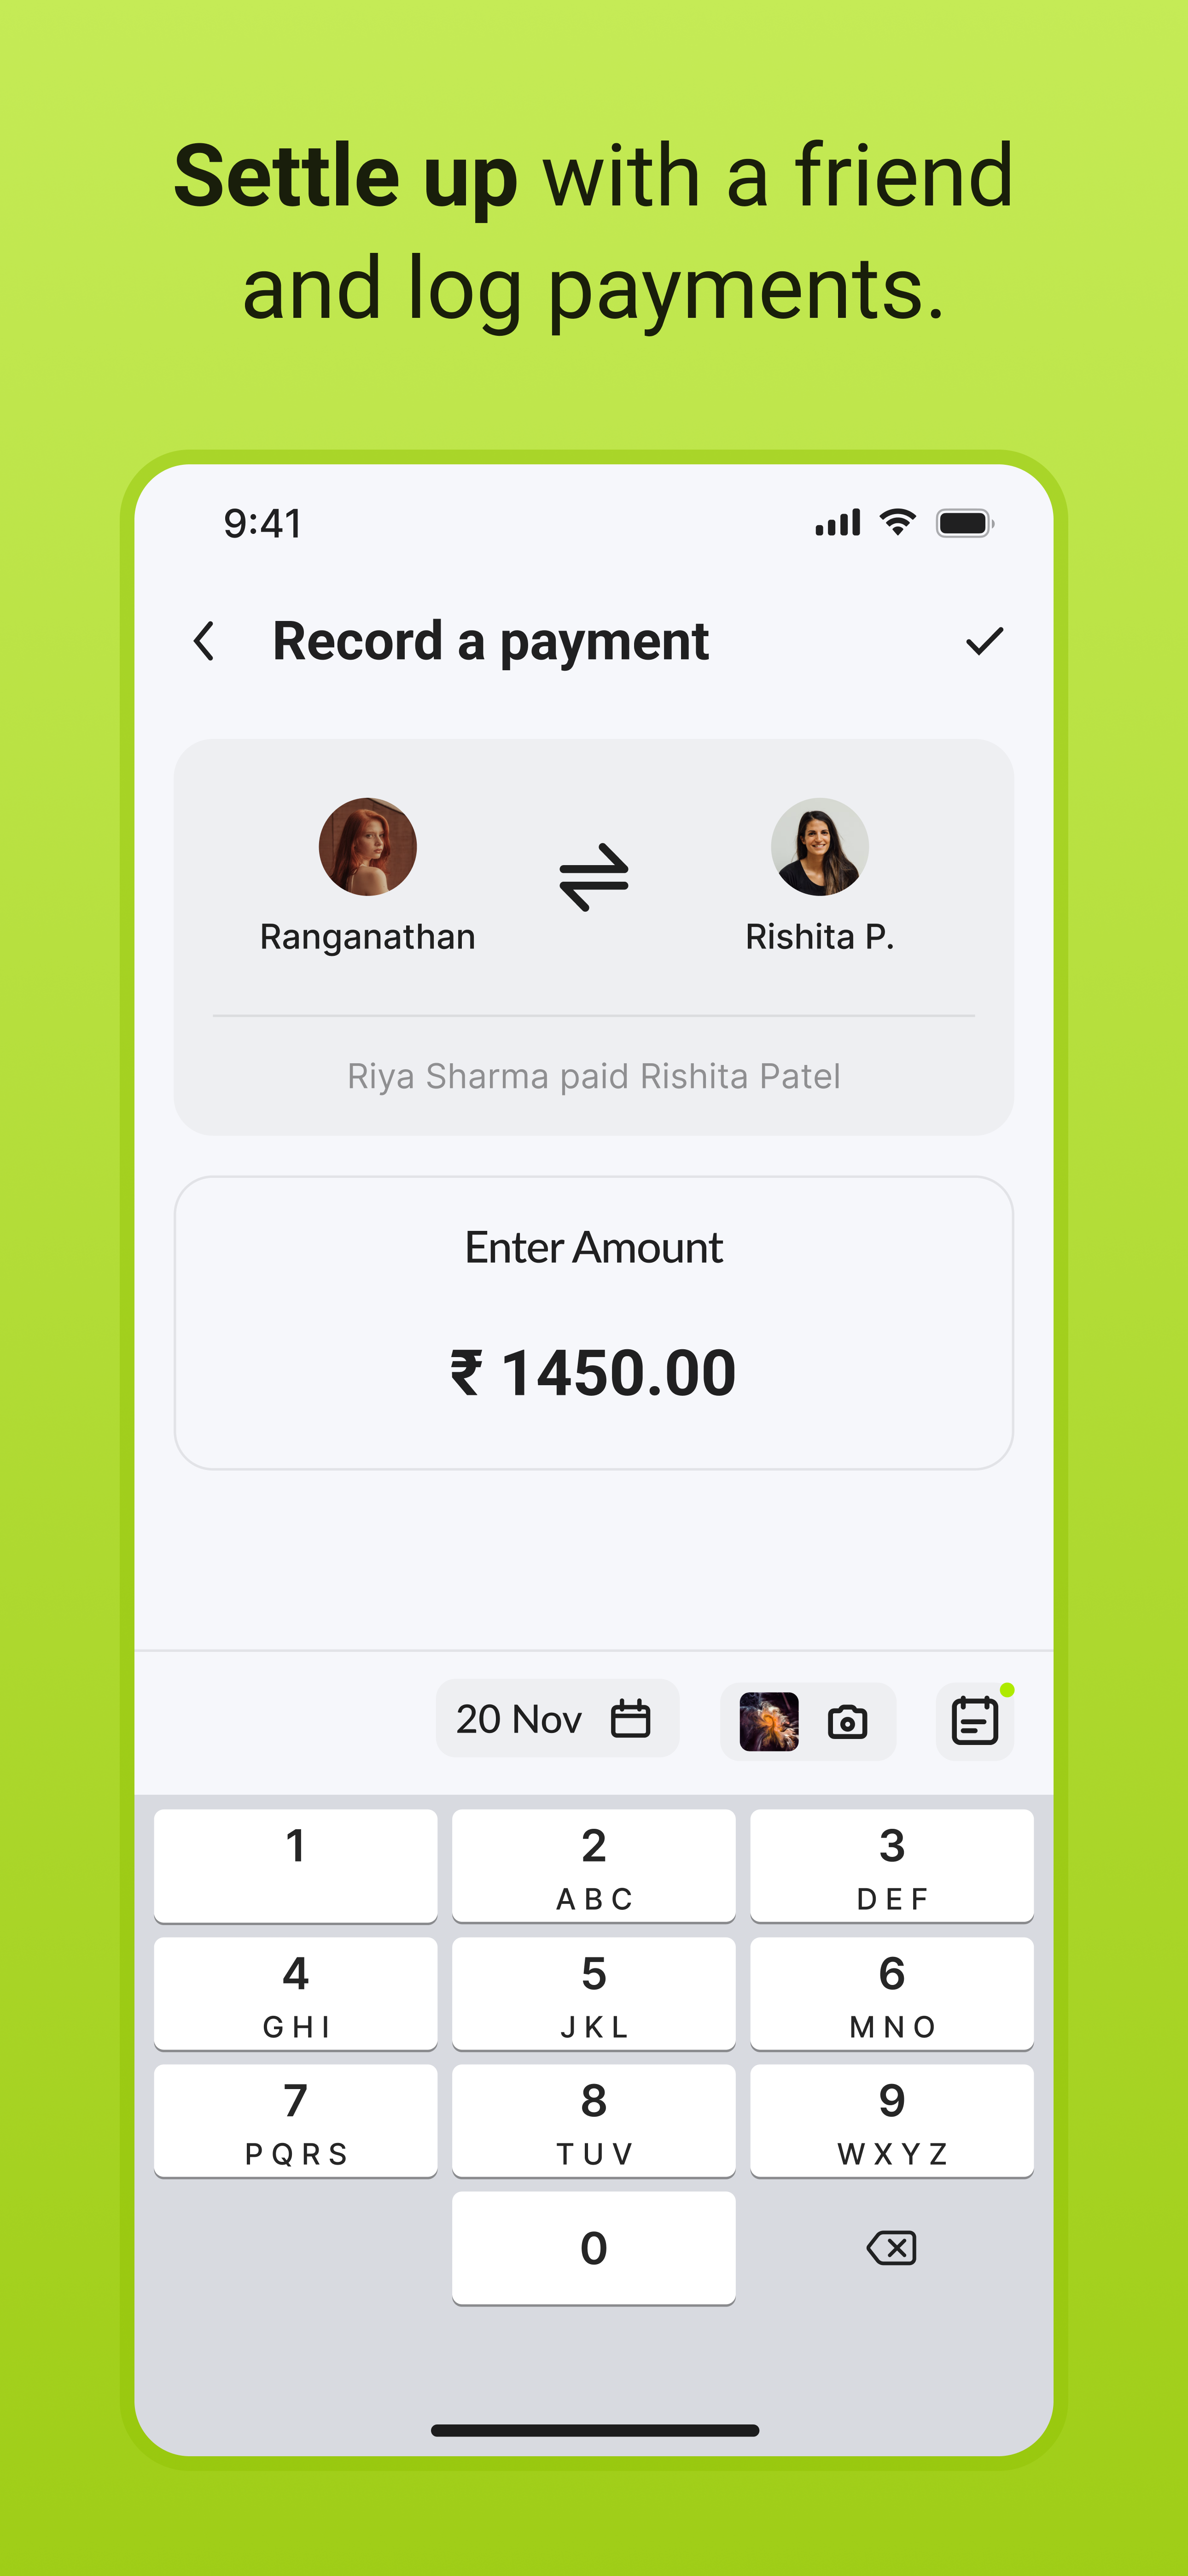 Settle up with a friend
and log payments.
9:41
Record a payment
Ranganathan
Rishita P.
Riya Sharma paid Rishita Patel
Enter Amount
₹ 1450.00
20 Nov
1
2
3
ABC
DEF
4
5
6
GHI
JKL
MNO
7
8
9
PQRS
TUV
WXYZ
0